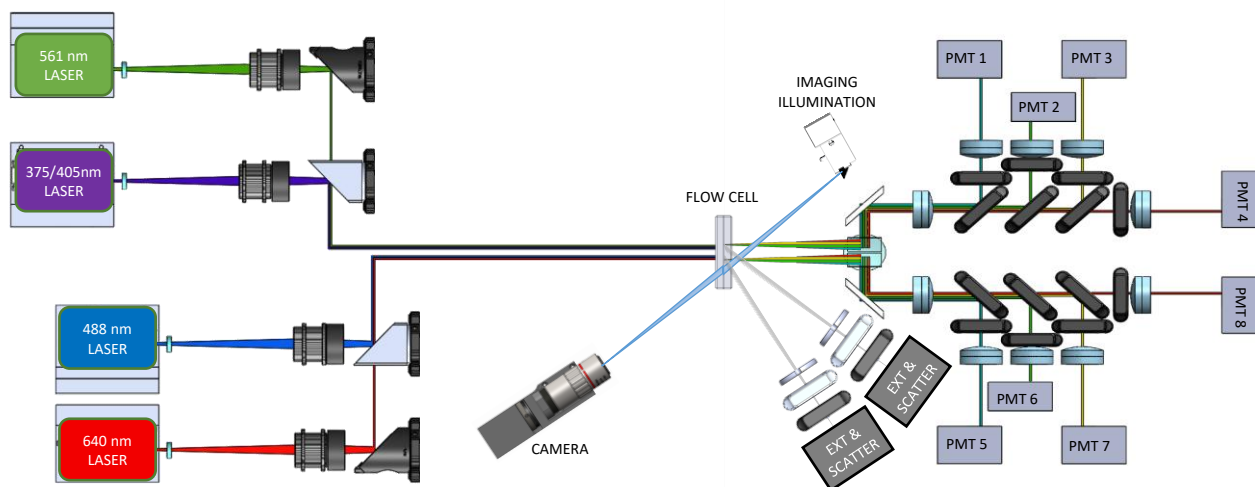 561 nm
LASER
375/405nm
LASER
488 nm
LASER
640 nm
LASER
FLOW CELL
IMAGING
ILLUMINATION
CAMERA
EXT &
SCATTER
EXT &
SCATTER
PMT 1
PMT 2
PMT 3
PMT 4
PMT 5
PMT 6
PMT 7
PMT 8